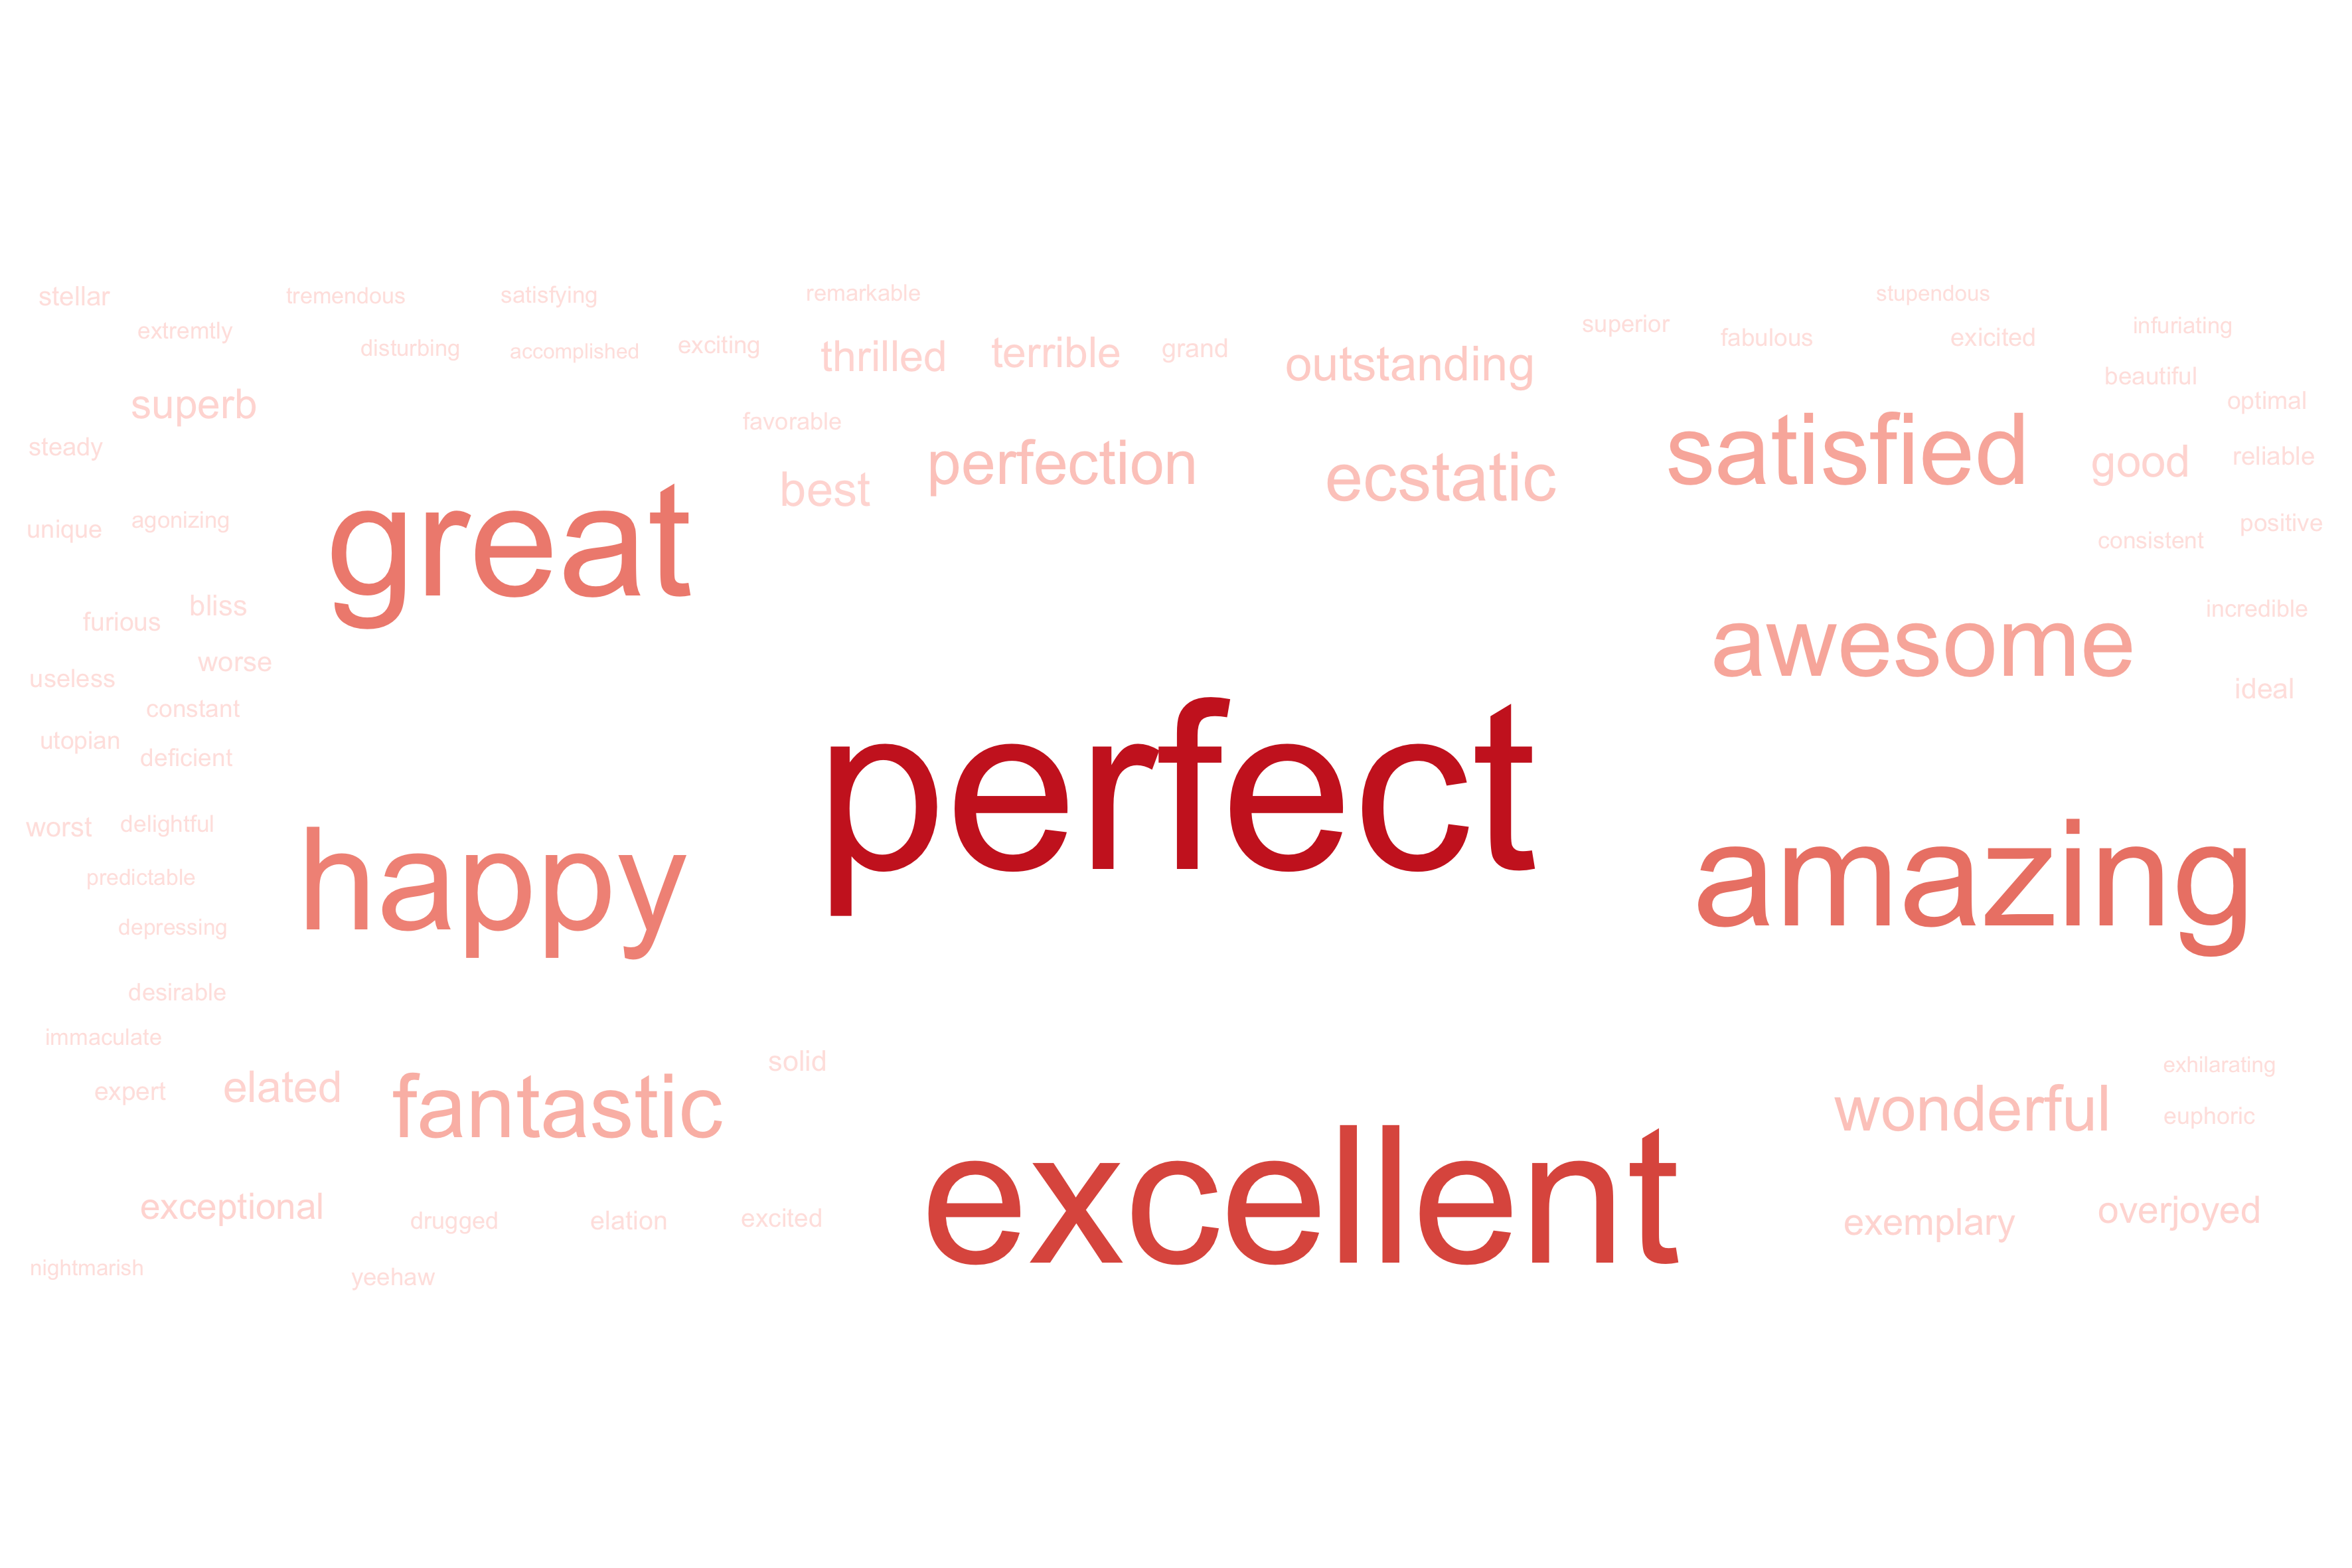 stellar
tremendous
satisfying
remarkable
stupendous
extremtly
disturbing
accomplished
exciting
thrilled
terrible
grand
outstanding
superior
fabulous
exicited
infuriating
beautiful
superb
favorable
optimal
steady
best
perfection
ecstatic
satisfied
good
reliable
unique
agonizing
great
consistent
positive
furious
bliss
awesome
incredible
useless
worse
ideal
constant
utopian
deficient
perfect
worst
delightful
happy
amazing
predictable
depressing
desirable
immaculate
solid
exhilarating
expert
elated
fantastic
wonderful
euphoric
exceptional
drugged
elation
excited
excellent
exemplary
overjoyed
nightmarish
yeehaw